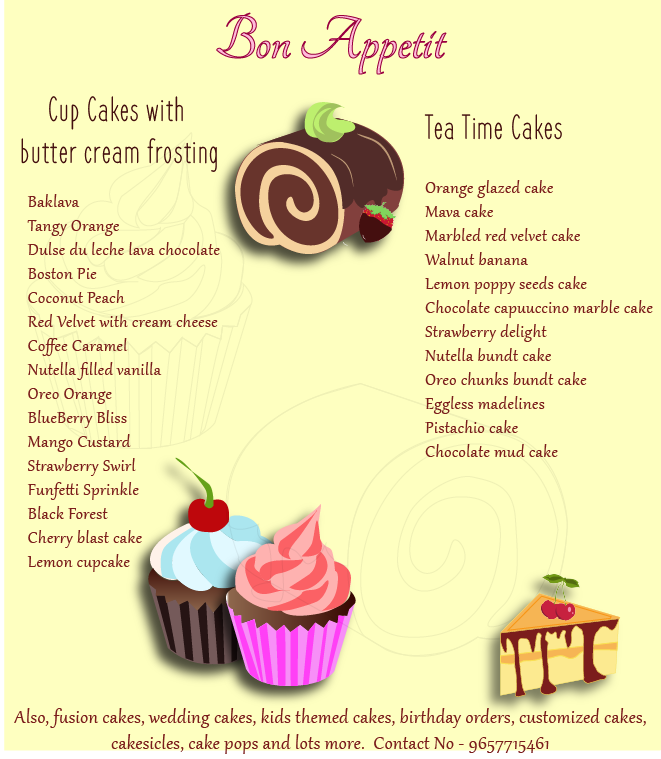 Bon Appetit
Cup Cakes with
butter cream frosting
Baklava
Tangy Orange
Dulse du leche lava chocolate
Boston Pie
Coconut Peach
Red Velvet with cream cheese
Coffee Caramel
Nutella filled vanilla
Oreo Orange
BlueBerry Bliss
Mango Custard
Strawberry Swirl
Funfetti Sprinkle
Black Forest
Cherry blast cake
Lemon cupcake
Tea Time Cakes
Orange glazed cake
Mava cake
Marbled red velvet cake
Walnut banana
Lemon poppy seeds cake
Chocolate capuuccino marble cake
Strawberry delight
Nutella bundt cake
Oreo chunks bundt cake
Eggless madelines
Pistachio cake
Chocolate mud cake
Also, fusion cakes, wedding cakes, kids themed cakes, birthday orders, customized cakes,
cakesicles, cake pops and lots more. Contact No - 9657715461